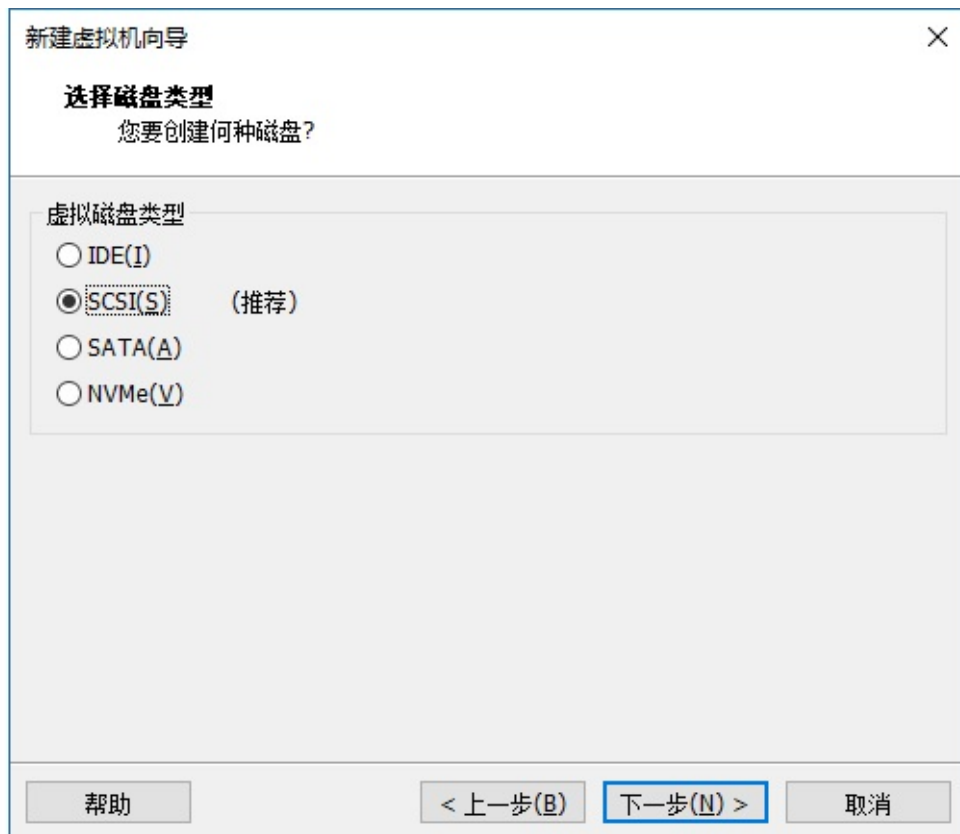 新建虚拟机向导
选择磁盘类型
您要创建何种磁盘?
虚拟磁盘类型
IDE(I)
SCSI(S) (推荐)
SATA(A)
NVMe(V)
帮助 < 上一步(B) 下一步(N) > 取消